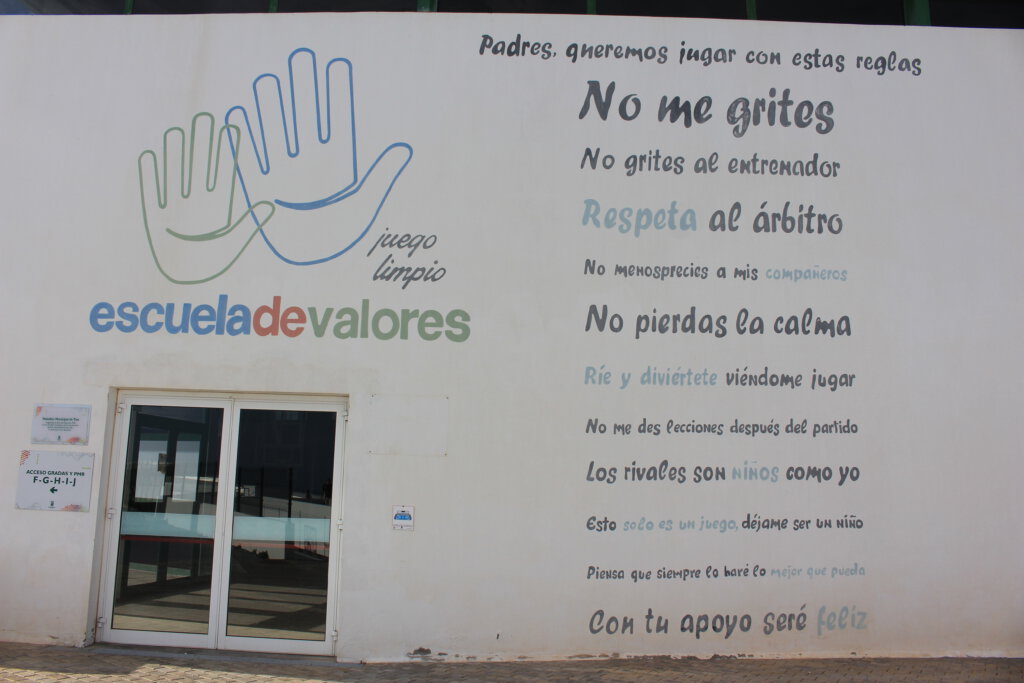 Padres, queremos jugar con estas reglas
No me grites
No grites al entrenador
Respeta al árbitro
No menosprecies a mis compañeros
No pierdas la calma
Ríe y diviértete viéndome jugar
No me des lecciones después del partido
Los rivales son niños como yo
Esto solo es un juego, déjame ser un niño
Piensa que siempre lo haré lo mejor que pueda
Con tu apoyo seré feliz
juego
limpio
escueladevalores
ACCESO GRADAS Y PMR
F-G-H-I-J